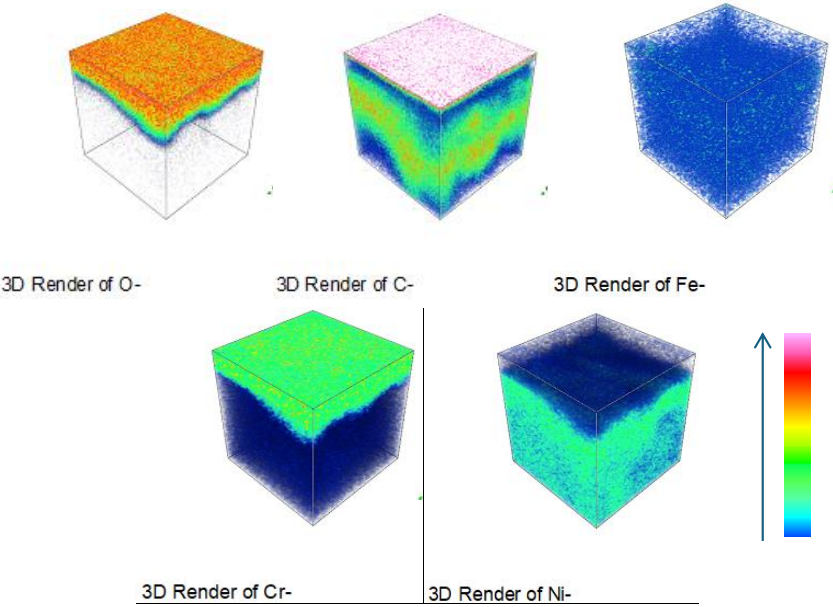 3D Render of O-
3D Render of C-
3D Render of Fe-
3D Render of Cr-
3D Render of Ni-